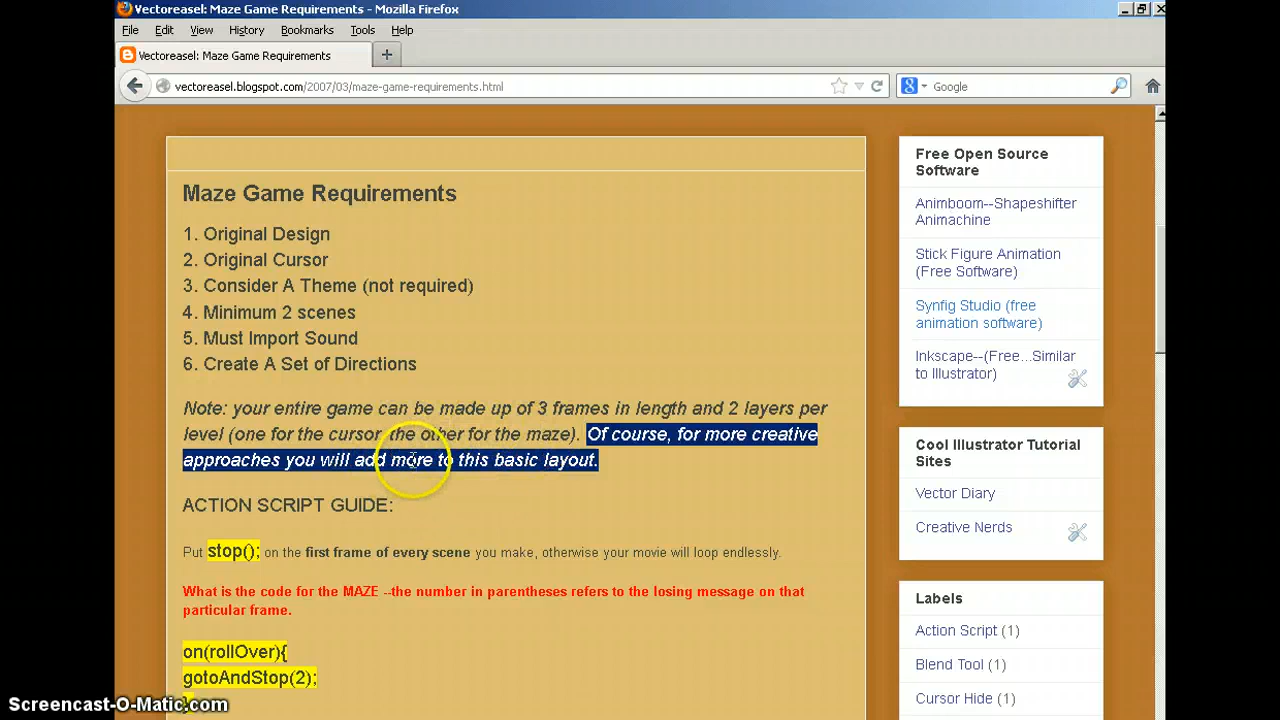 Vectoreasel: Maze Game Requirements - Mozilla Firefox
File Edit View History Bookmarks Tools Help
Vectoreasel: Maze Game Requirements
vectoreasel.blogspot.com/2007/03/maze-game-requirements.html
Google
Maze Game Requirements
1. Original Design
2. Original Cursor
3. Consider A Theme (not required)
4. Minimum 2 scenes
5. Must Import Sound
6. Create A Set of Directions
Note: your entire game can be made up of 3 frames in length and 2 layers per
level (one for the cursor the other for the maze). Of course, for more creative
approaches you will add more to this basic layout.
ACTION SCRIPT GUIDE:
Put stop(); on the first frame of every scene you make, otherwise your movie will loop endlessly.
What is the code for the MAZE --the number in parentheses refers to the losing message on that
particular frame.
on(rollOver){
gotoAndStop(2);
}
Free Open Source
Software
Animboom--Shapeshifter
Animachine
Stick Figure Animation
(Free Software)
Synfig Studio (free
animation software)
Inkscape--(Free...Similar
to Illustrator)
Cool Illustrator Tutorial
Sites
Vector Diary
Creative Nerds
Labels
Action Script (1)
Blend Tool (1)
Cursor Hide (1)
Screencast-O-Matic.com